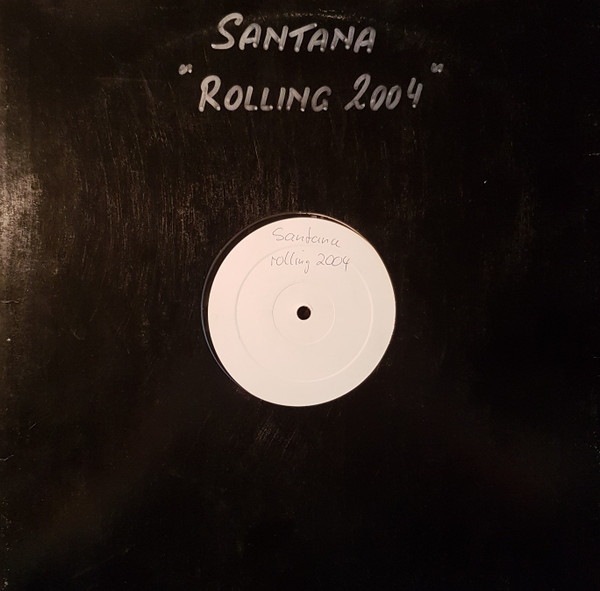 SANTANA
"ROLLING 2004"
Santana
rolling 2004